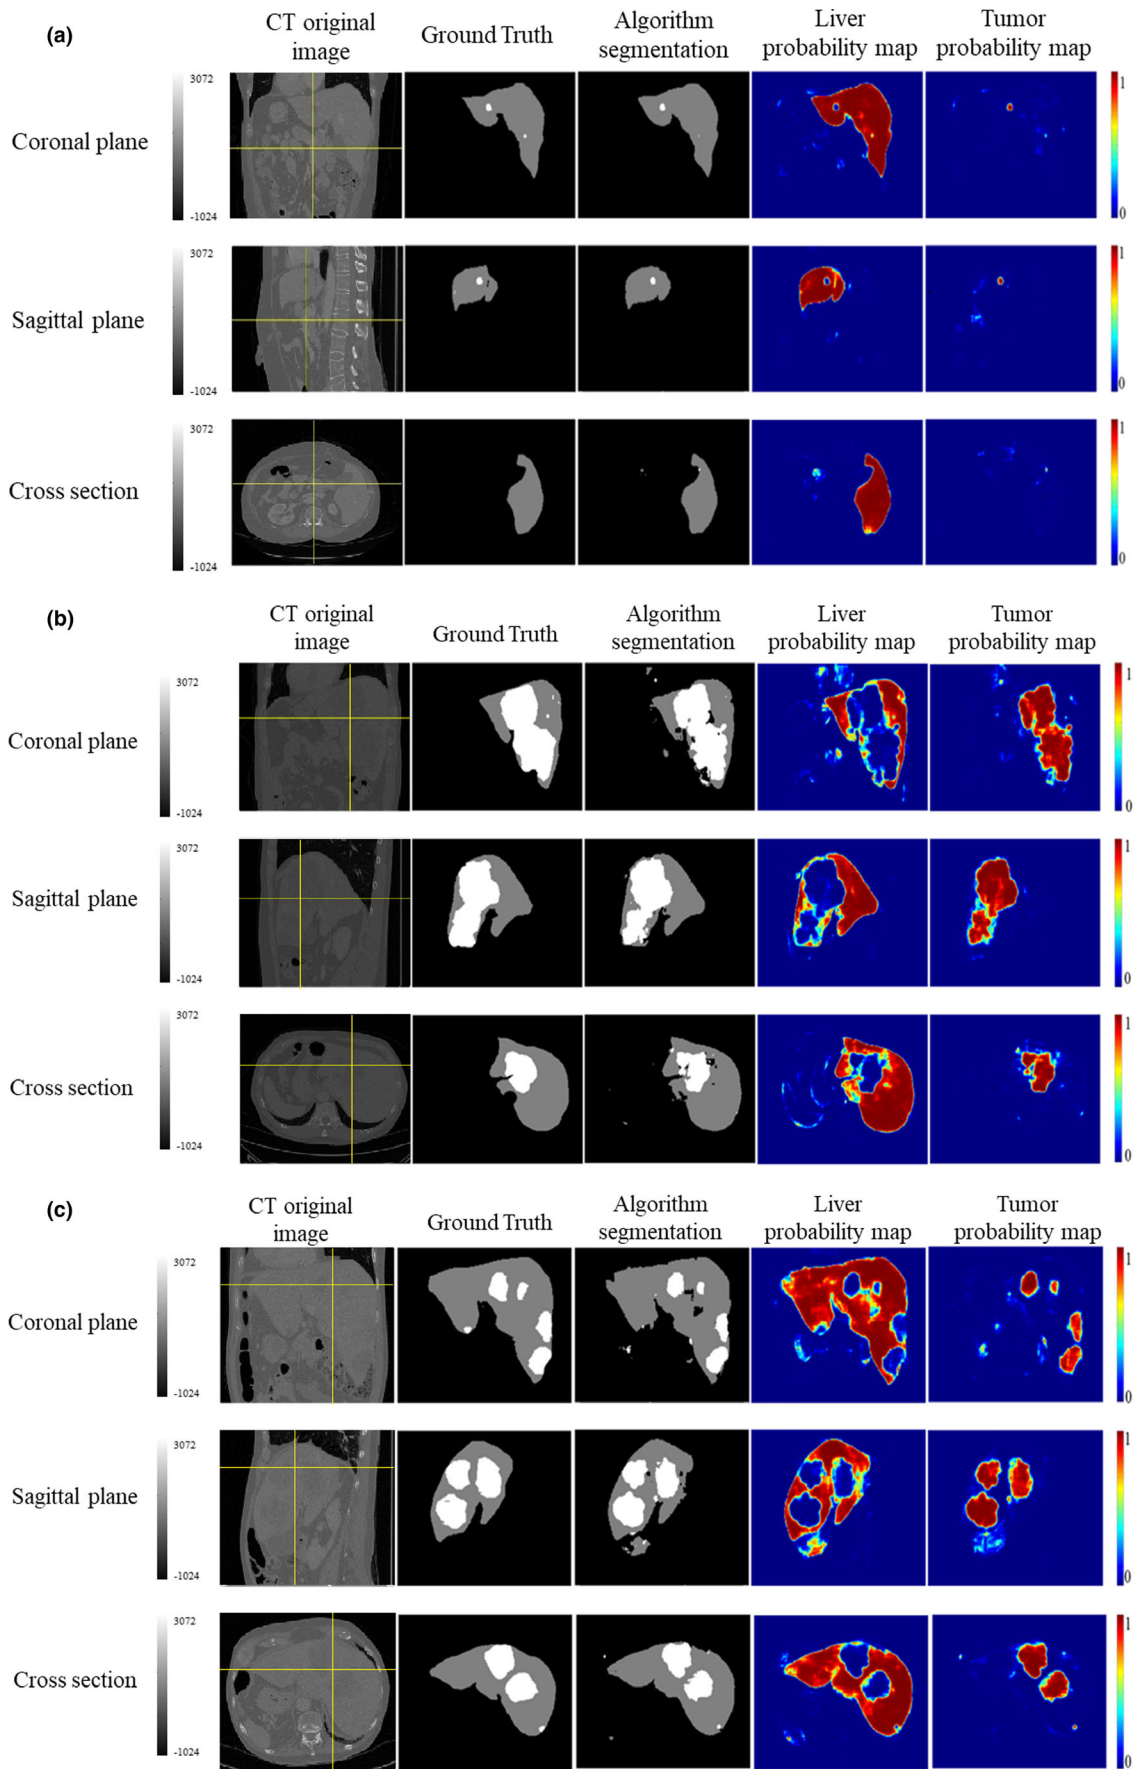 (a)
CT original
image
Ground Truth
Algorithm
segmentation
Liver
probability map
Tumor
probability map
Coronal plane
3072
-1024
1
0
Sagittal plane
3072
-1024
1
0
Cross section
3072
-1024
1
0
(b)
CT original
image
Ground Truth
Algorithm
segmentation
Liver
probability map
Tumor
probability map
Coronal plane
3072
-1024
1
0
Sagittal plane
3072
-1024
1
0
Cross section
3072
-1024
1
0
(c)
CT original
image
Ground Truth
Algorithm
segmentation
Liver
probability map
Tumor
probability map
Coronal plane
3072
-1024
1
0
Sagittal plane
3072
-1024
1
0
Cross section
3072
-1024
1
0